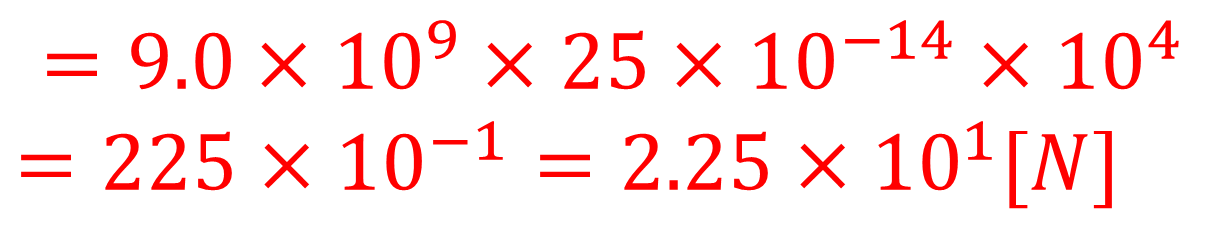 = 9.0 × 10⁹ × 25 × 10⁻¹⁴ × 10⁴
= 225 × 10⁻¹ = 2.25 × 10¹[N]